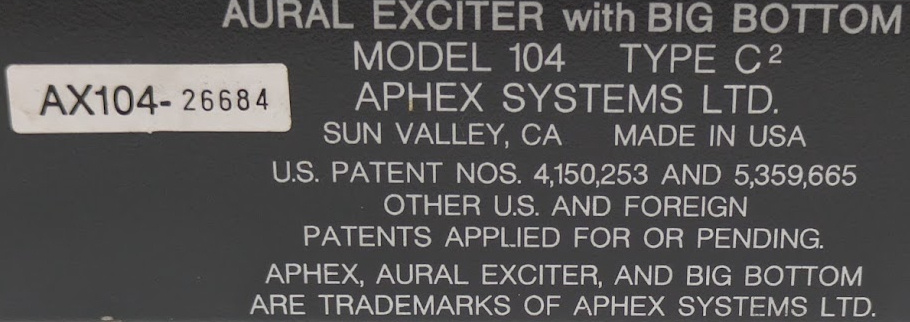 AURAL EXCITER with BIG BOTTOM
MODEL 104 TYPE C²
AX104- 26684
APHEX SYSTEMS LTD.
SUN VALLEY, CA MADE IN USA
U.S. PATENT NOS. 4,150,253 AND 5,359,665
OTHER U.S. AND FOREIGN
PATENTS APPLIED FOR OR PENDING.
APHEX, AURAL EXCITER, AND BIG BOTTOM
ARE TRADEMARKS OF APHEX SYSTEMS LTD.